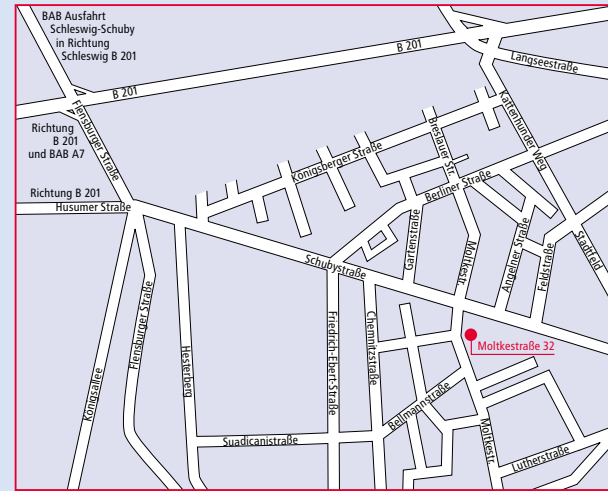 BAB Ausfahrt
Schleswig-Schuby
in Richtung
Schleswig B 201
B 201
B 201
Langseestraße
Flensburger Straße
Kattenhunder Weg
Richtung
B 201
und BAB A7
Breslauer Str.
Königsberger Straße
Berliner Straße
Richtung B 201
Husumer Straße
Stadtfeld
Angelner Straße
Feldstraße
Gartenstraße
Moltkestr.
Schubystraße
Flensburger Straße
Königsallee
Hesterberg
Friedrich-Ebert-Straße
Chemnitzstraße
Moltkestraße 32
Bellmannstraße
Suadicanistraße
Moltkestr.
Lutherstraße